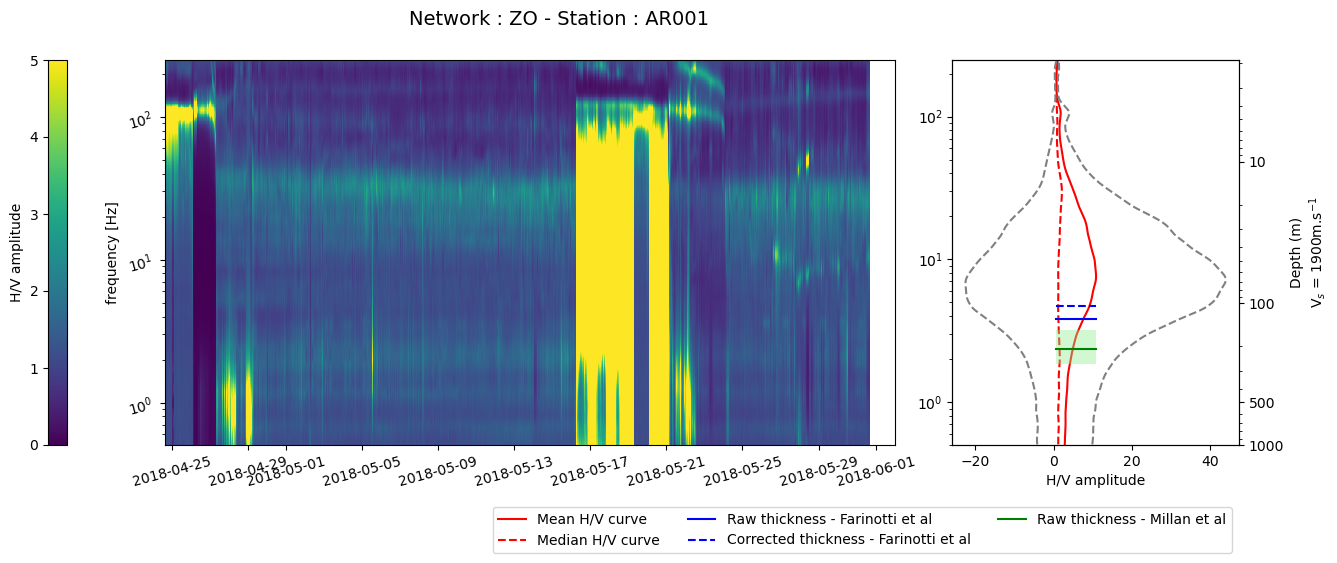 Network : ZO - Station : AR001
5
4
3
2
1
0
H/V amplitude
frequency [Hz]
10²
10¹
10⁰
2018-04-25
2018-04-29
2018-05-01
2018-05-05
2018-05-09
2018-05-13
2018-05-17
2018-05-21
2018-05-25
2018-05-29
2018-06-01
10²
10¹
10⁰
−20
0
20
40
H/V amplitude
10
100
500
1000
Depth (m)
Vₛ = 1900m.s⁻¹
Mean H/V curve
Median H/V curve
Raw thickness - Farinotti et al
Corrected thickness - Farinotti et al
Raw thickness - Millan et al